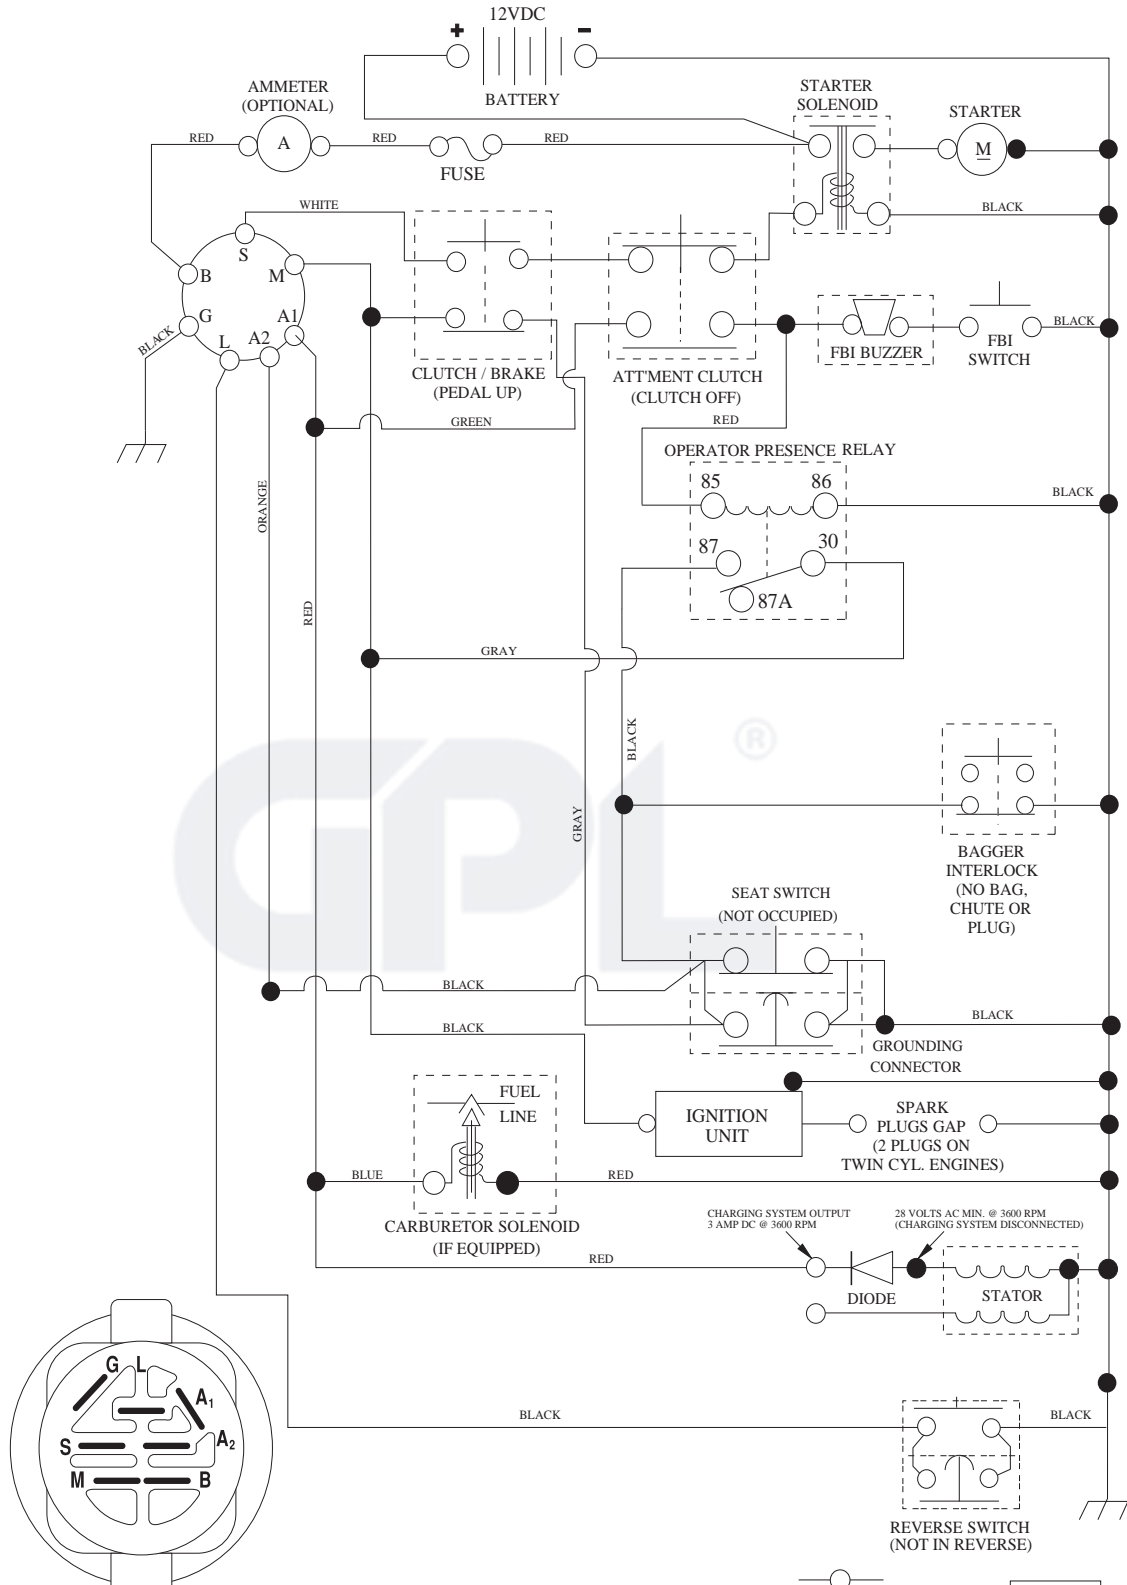 12VDC
+
-
BATTERY
AMMETER
(OPTIONAL)
STARTER
SOLENOID
STARTER
RED
A
RED
FUSE
RED
M
WHITE
BLACK
S
B
M
G
A1
L
A2
BLACK
CLUTCH / BRAKE
(PEDAL UP)
ATT'MENT CLUTCH
(CLUTCH OFF)
FBI BUZZER
FBI
SWITCH
BLACK
GREEN
RED
OPERATOR PRESENCE RELAY
85
86
BLACK
87
30
87A
ORANGE
RED
GRAY
BLACK
GRAY
GPL
®
BAGGER
INTERLOCK
(NO BAG,
CHUTE OR
PLUG)
SEAT SWITCH
(NOT OCCUPIED)
BLACK
BLACK
BLACK
GROUNDING
CONNECTOR
FUEL
LINE
IGNITION
UNIT
SPARK
PLUGS GAP
(2 PLUGS ON
TWIN CYL. ENGINES)
BLUE
RED
CARBURETOR SOLENOID
(IF EQUIPPED)
CHARGING SYSTEM OUTPUT
3 AMP DC @ 3600 RPM
28 VOLTS AC MIN. @ 3600 RPM
(CHARGING SYSTEM DISCONNECTED)
RED
DIODE
STATOR
G L
A1
S
A2
M
B
BLACK
BLACK
REVERSE SWITCH
(NOT IN REVERSE)